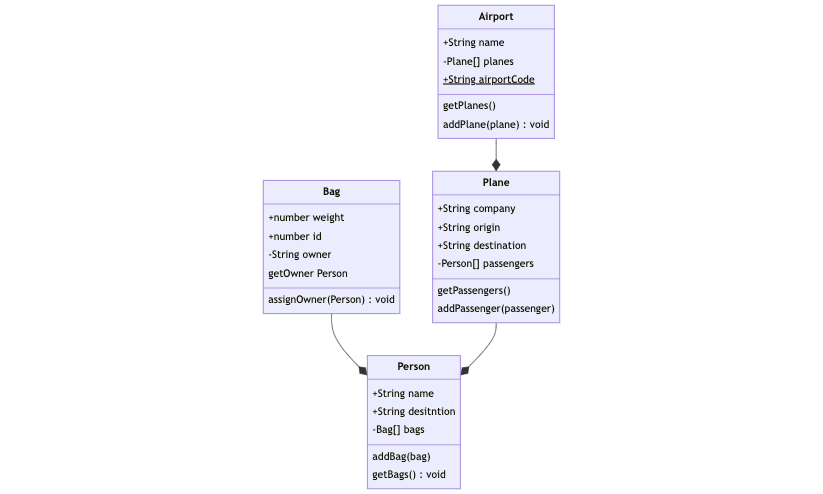 Airport
+String name
-Plane[] planes
+String airportCode
getPlanes()
addPlane(plane) : void
Bag
+number weight
+number id
-String owner
getOwner Person
assignOwner(Person) : void
Plane
+String company
+String origin
+String destination
-Person[] passengers
getPassengers()
addPassenger(passenger)
Person
+String name
+String desitntion
-Bag[] bags
addBag(bag)
getBags() : void